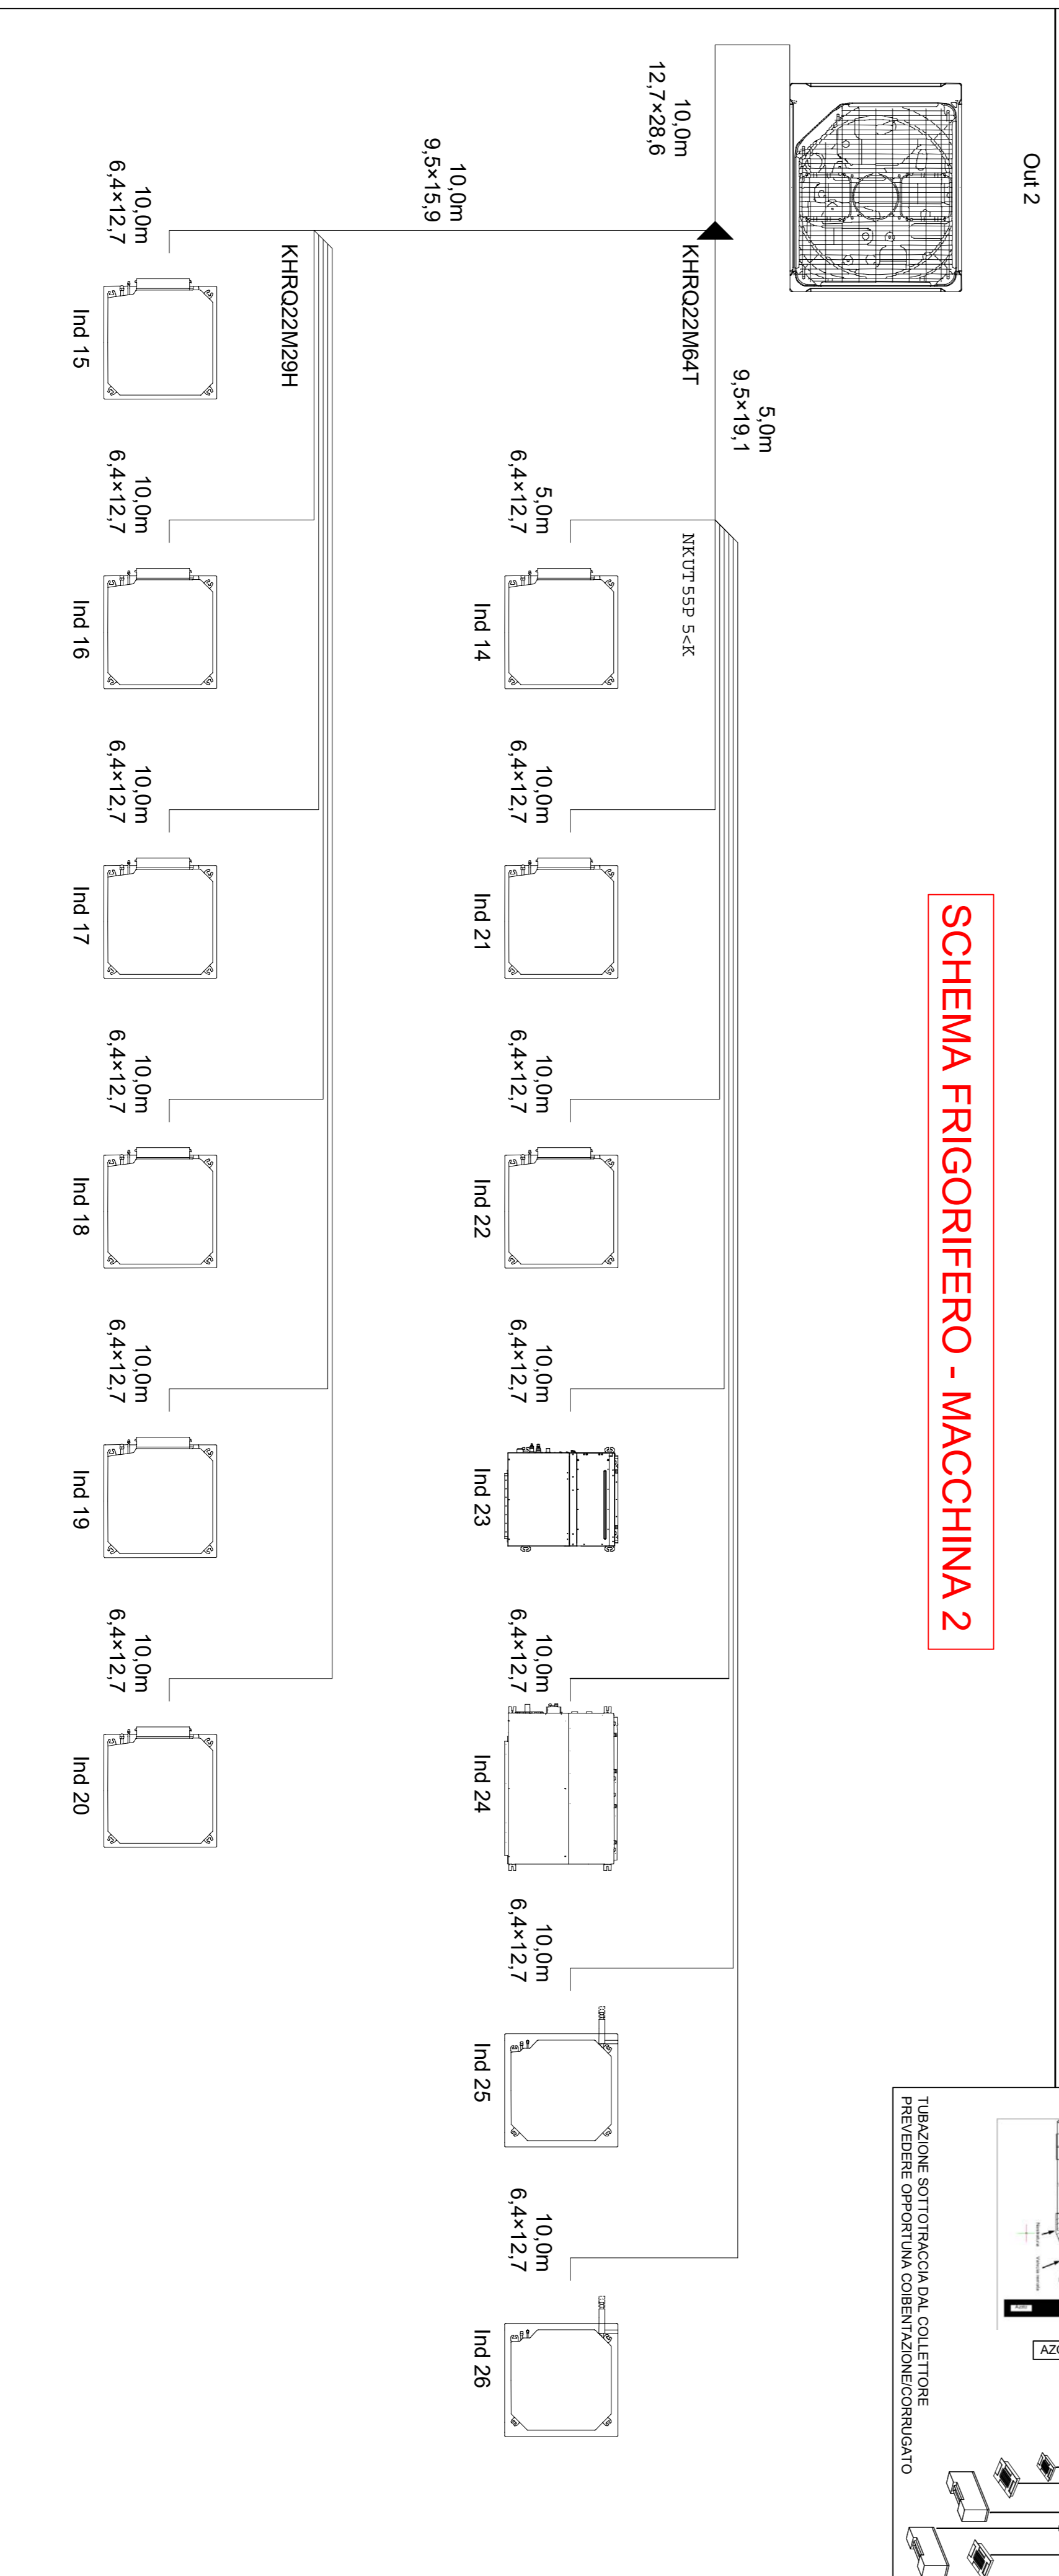 SCHEMA FRIGORIFERO - MACCHINA 2
Out 2
10,0m
12,7×28,6
KHRQ22M64T
5,0m
9,5×19,1
NKUT55P 5<K
5,0m
6,4×12,7
Ind 14
10,0m
6,4×12,7
Ind 21
10,0m
6,4×12,7
Ind 22
10,0m
6,4×12,7
Ind 23
10,0m
6,4×12,7
Ind 24
10,0m
6,4×12,7
Ind 25
10,0m
6,4×12,7
Ind 26
10,0m
9,5×15,9
KHRQ22M29H
10,0m
6,4×12,7
Ind 15
10,0m
6,4×12,7
Ind 16
10,0m
6,4×12,7
Ind 17
10,0m
6,4×12,7
Ind 18
10,0m
6,4×12,7
Ind 19
10,0m
6,4×12,7
Ind 20
TUBAZIONE SOTTOTRACCIA DAL COLLETTORE
PREVEDERE OPPORTUNA COIBENTAZIONE/CORRUGATO